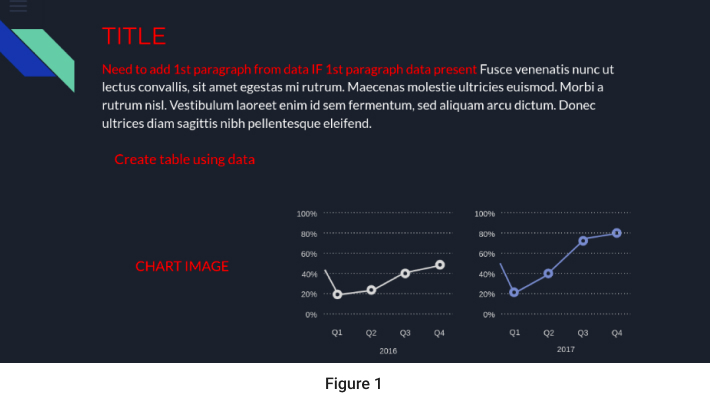 TITLE
Need to add 1st paragraph from data IF 1st paragraph data present Fusce venenatis nunc ut
lectus convallis, sit amet egestas mi rutrum. Maecenas molestie ultricies euismod. Morbi a
rutrum nisl. Vestibulum laoreet enim id sem fermentum, sed aliquam arcu dictum. Donec
ultrices diam sagittis nibh pellentesque eleifend.
Create table using data
CHART IMAGE
100%
80%
60%
40%
20%
0%
Q1 Q2 Q3 Q4
2016
100%
80%
60%
40%
20%
0%
Q1 Q2 Q3 Q4
2017
Figure 1